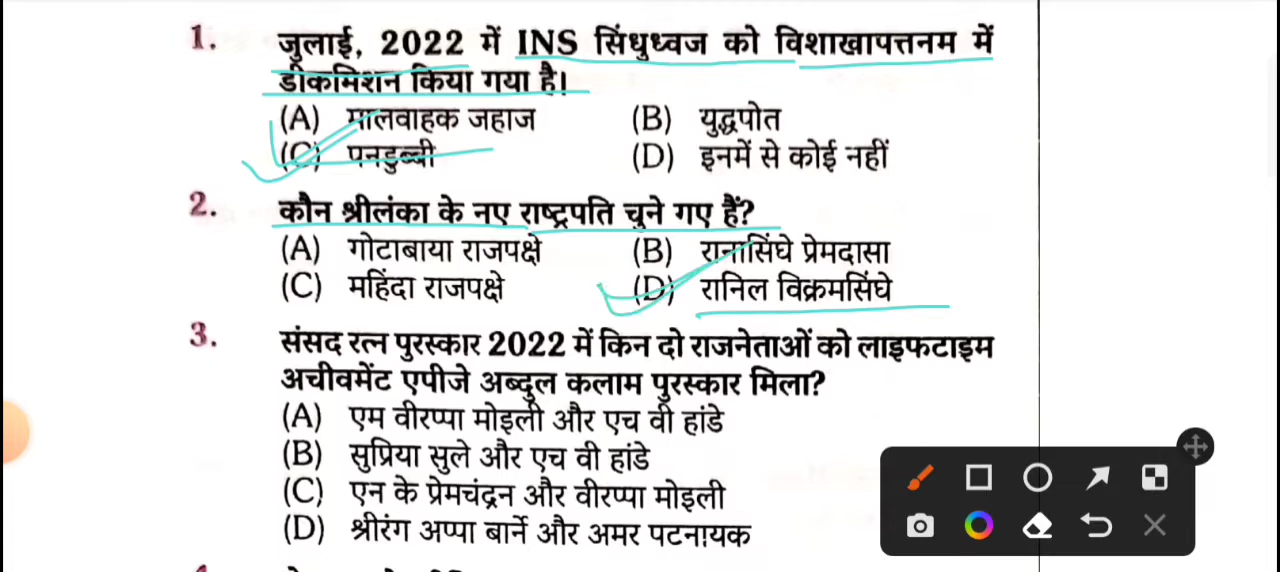 1. जुलाई, 2022 में INS सिंधुध्वज को विशाखापत्तनम में
डीकमिशन किया गया है।
(A) मालवाहक जहाज (B) युद्धपोत
(C) पनडुब्बी (D) इनमें से कोई नहीं
2. कौन श्रीलंका के नए राष्ट्रपति चुने गए हैं?
(A) गोटाबाया राजपक्षे (B) रानासिंघे प्रेमदासा
(C) महिंदा राजपक्षे (D) रानिल विक्रमसिंघे
3. संसद रत्न पुरस्कार 2022 में किन दो राजनेताओं को लाइफटाइम
अचीवमेंट एपीजे अब्दुल कलाम पुरस्कार मिला?
(A) एम वीरप्पा मोइली और एच वी हांडे
(B) सुप्रिया सुले और एच वी हांडे
(C) एन के प्रेमचंद्रन और वीरप्पा मोइली
(D) श्रीरंग अप्पा बार्ने और अमर पटनायक